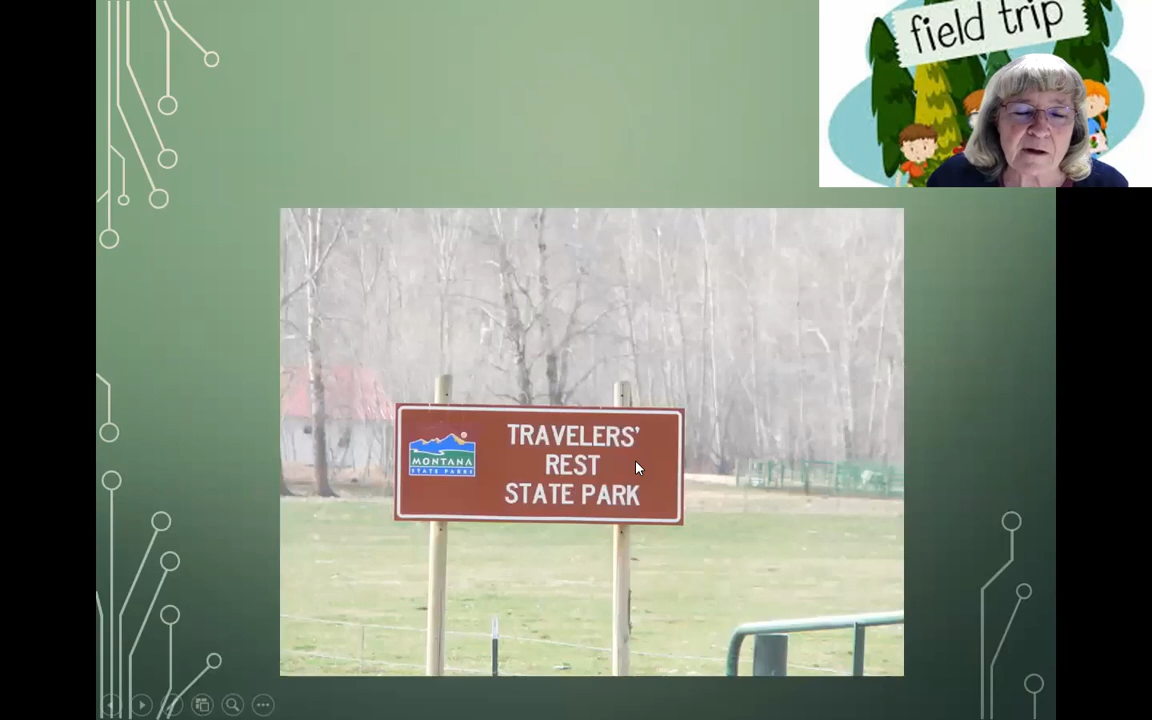 field trip
TRAVELERS'
REST
STATE PARK
MONTANA
STATE PARKS